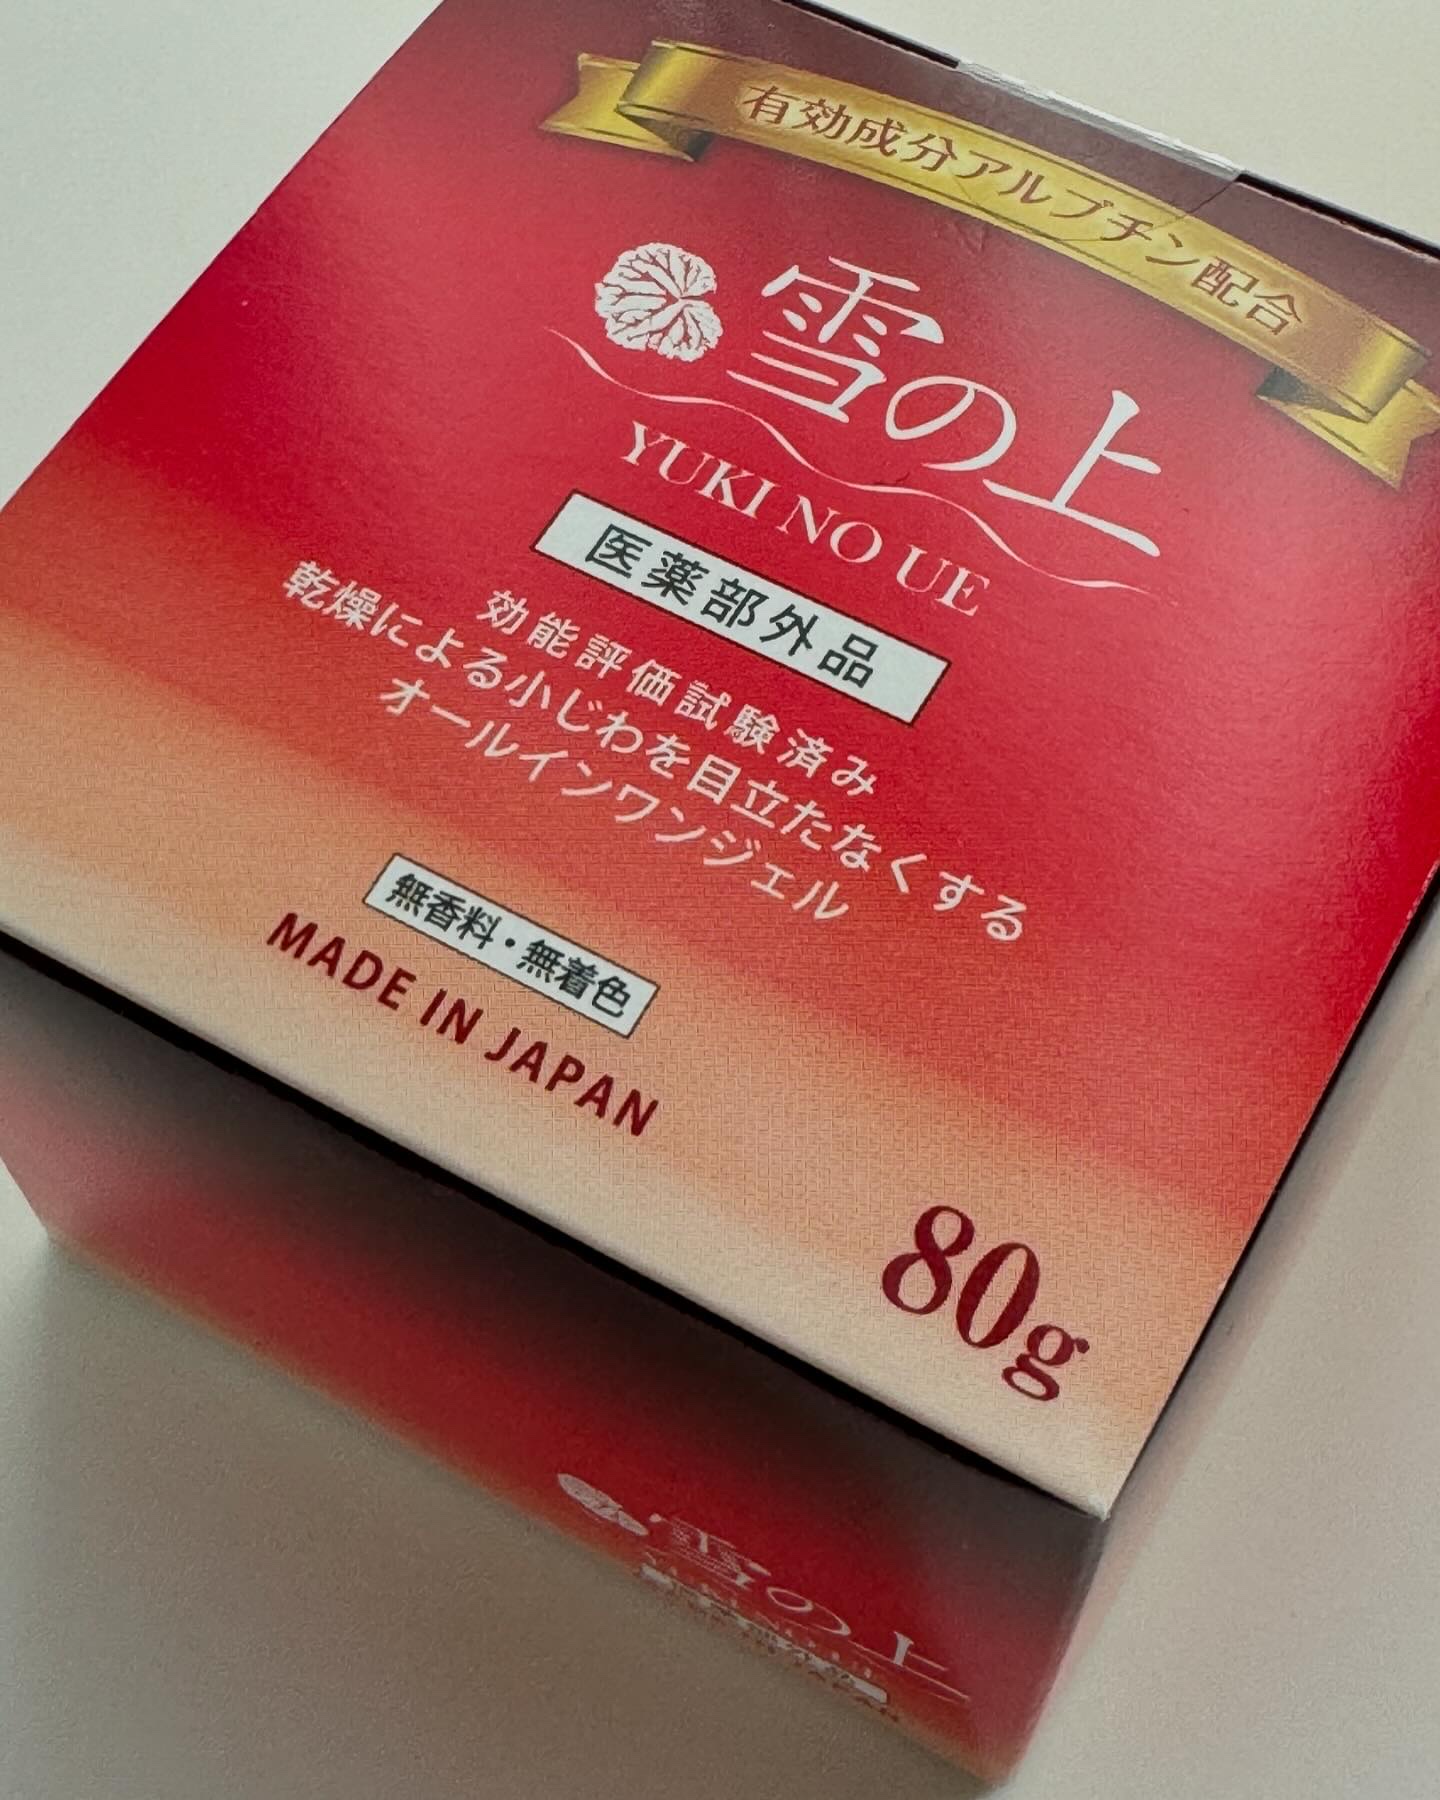 有効成分アルブチン配合
雪の上
YUKI NO UE
医薬部外品
効能評価試験済み
乾燥による小じわを目立たなくする
オールインワンジェル
無香料・無着色
MADE IN JAPAN
80g
雪の上